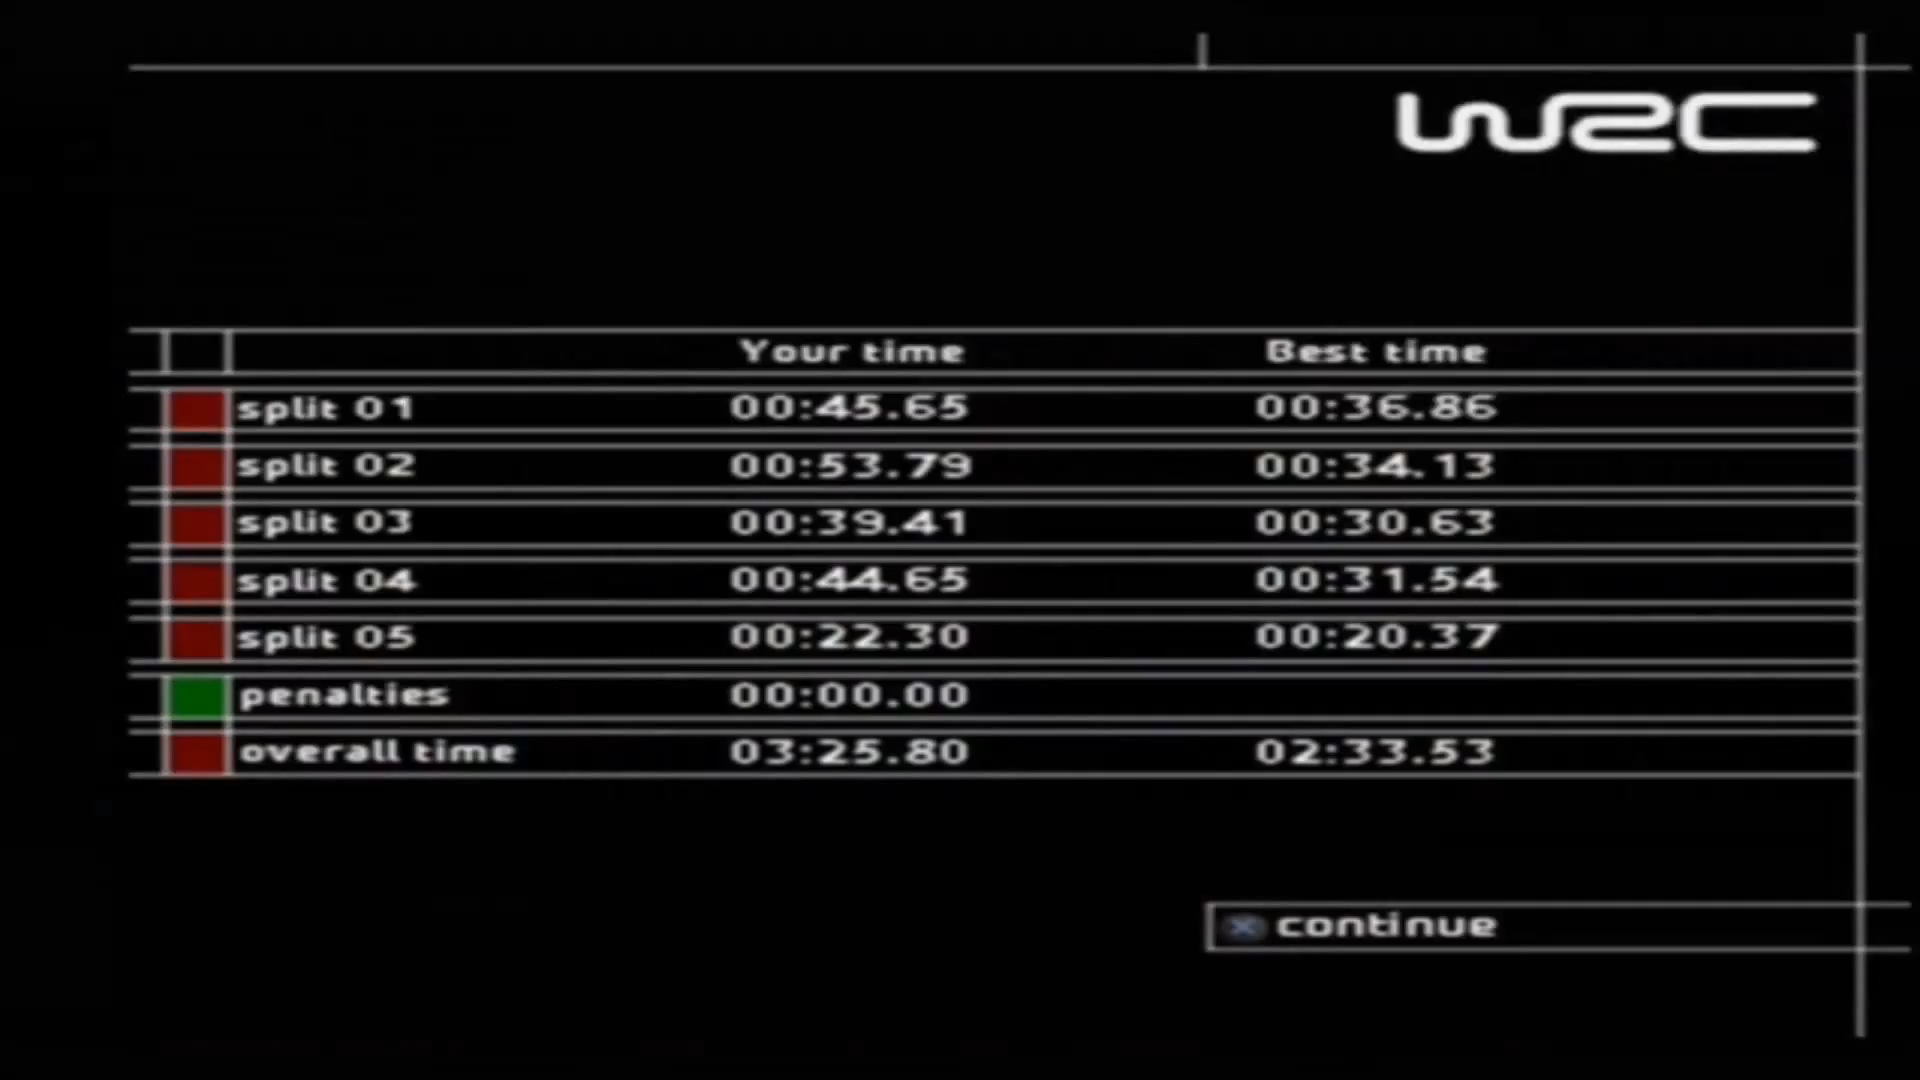 WRC
Your time Best time
split 01 00:45.65 00:36.86
split 02 00:53.79 00:34.13
split 03 00:39.41 00:30.63
split 04 00:44.65 00:31.54
split 05 00:22.30 00:20.37
penalties 00:00.00
overall time 03:25.80 02:33.53
continue